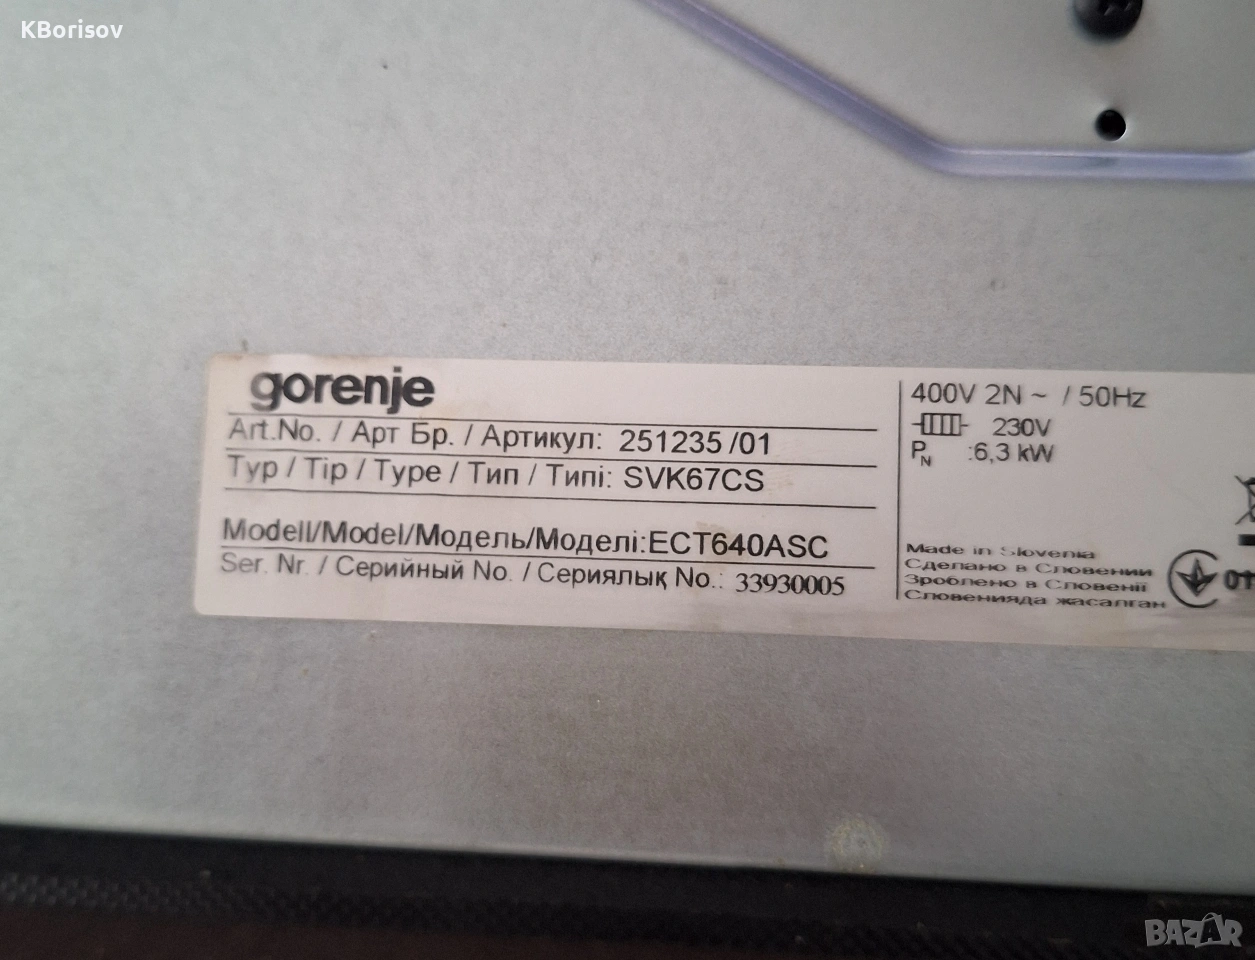 KBorisov
gorenje
Art.No. / Арт Бр. / Артикул: 251235/01
Typ / Tip / Type / Тип / Типi: SVK67CS
Modell/Model/Модель/Моделi:ECT640ASC
Ser. Nr. / Серийный No. / Сериялық No.: 33930005
400V 2N ~ / 50Hz
230V
PN :6,3 kW
Made in Slovenia
Сделано в Словении
Зроблено в Словенії
Словенияда жасалған
BAZAR